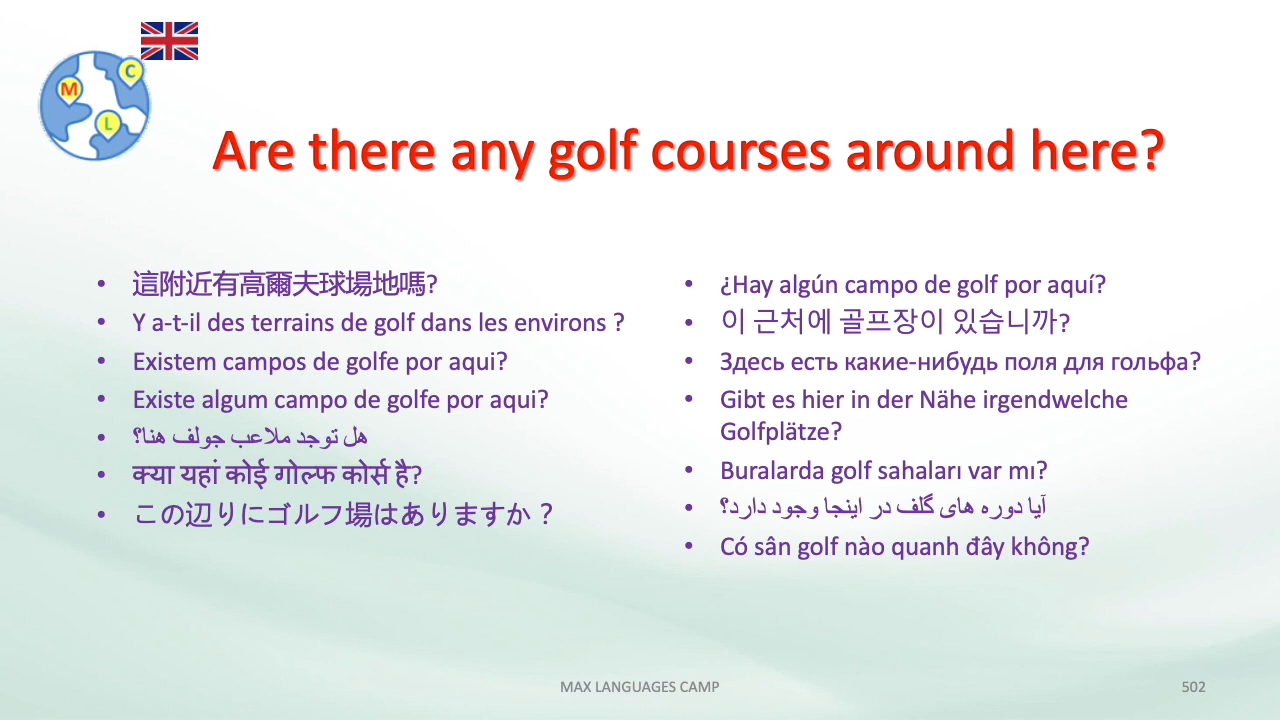 M
C
L
Are there any golf courses around here?
• 這附近有高爾夫球場地嗎?
• Y a-t-il des terrains de golf dans les environs ?
• Existem campos de golfe por aqui?
• Existe algum campo de golfe por aqui?
• هل توجد ملاعب جولف هنا؟
• क्या यहां कोई गोल्फ कोर्स है?
• この辺りにゴルフ場はありますか？
• ¿Hay algún campo de golf por aquí?
• 이 근처에 골프장이 있습니까?
• Здесь есть какие-нибудь поля для гольфа?
• Gibt es hier in der Nähe irgendwelche
Golfplätze?
• Buralarda golf sahaları var mı?
• آیا دوره های گلف در اینجا وجود دارد؟
• Có sân golf nào quanh đây không?
MAX LANGUAGES CAMP
502